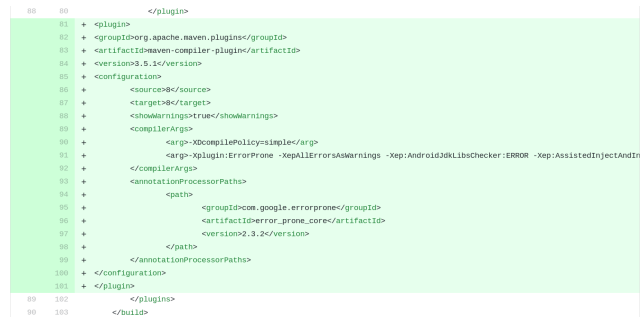 88 80 </plugin>
81 + <plugin>
82 + <groupId>org.apache.maven.plugins</groupId>
83 + <artifactId>maven-compiler-plugin</artifactId>
84 + <version>3.5.1</version>
85 + <configuration>
86 + <source>8</source>
87 + <target>8</target>
88 + <showWarnings>true</showWarnings>
89 + <compilerArgs>
90 + <arg>-XDcompilePolicy=simple</arg>
91 + <arg>-Xplugin:ErrorProne -XepAllErrorsAsWarnings -Xep:AndroidJdkLibsChecker:ERROR -Xep:AssistedInjectAndIn
92 + </compilerArgs>
93 + <annotationProcessorPaths>
94 + <path>
95 + <groupId>com.google.errorprone</groupId>
96 + <artifactId>error_prone_core</artifactId>
97 + <version>2.3.2</version>
98 + </path>
99 + </annotationProcessorPaths>
100 + </configuration>
101 + </plugin>
89 102 </plugins>
90 103 </build>